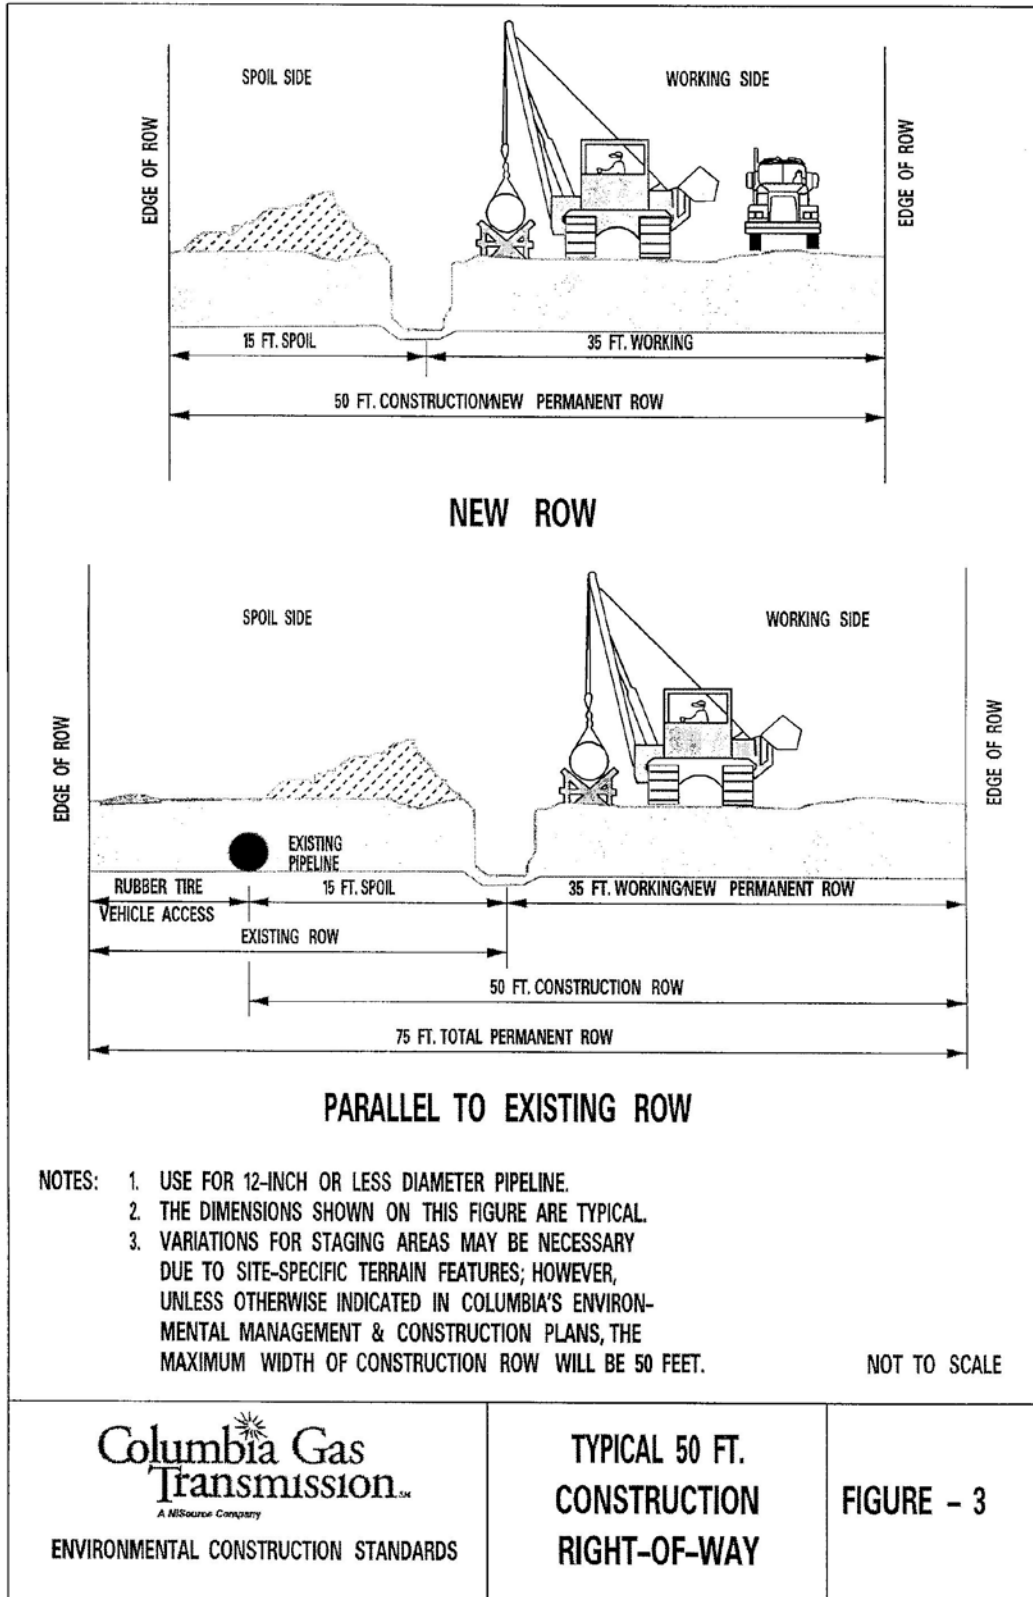 SPOIL SIDE
WORKING SIDE
EDGE OF ROW
EDGE OF ROW
15 FT. SPOIL
35 FT. WORKING
50 FT. CONSTRUCTION/NEW PERMANENT ROW
NEW ROW
SPOIL SIDE
WORKING SIDE
EDGE OF ROW
EDGE OF ROW
EXISTING
PIPELINE
RUBBER TIRE
VEHICLE ACCESS
15 FT. SPOIL
35 FT. WORKING/NEW PERMANENT ROW
EXISTING ROW
50 FT. CONSTRUCTION ROW
75 FT. TOTAL PERMANENT ROW
PARALLEL TO EXISTING ROW
NOTES: 1. USE FOR 12-INCH OR LESS DIAMETER PIPELINE.
2. THE DIMENSIONS SHOWN ON THIS FIGURE ARE TYPICAL.
3. VARIATIONS FOR STAGING AREAS MAY BE NECESSARY
DUE TO SITE-SPECIFIC TERRAIN FEATURES; HOWEVER,
UNLESS OTHERWISE INDICATED IN COLUMBIA'S ENVIRON-
MENTAL MANAGEMENT & CONSTRUCTION PLANS, THE
MAXIMUM WIDTH OF CONSTRUCTION ROW WILL BE 50 FEET.
NOT TO SCALE
Columbia Gas
Transmission SM
A NiSource Company
ENVIRONMENTAL CONSTRUCTION STANDARDS
TYPICAL 50 FT.
CONSTRUCTION
RIGHT-OF-WAY
FIGURE - 3